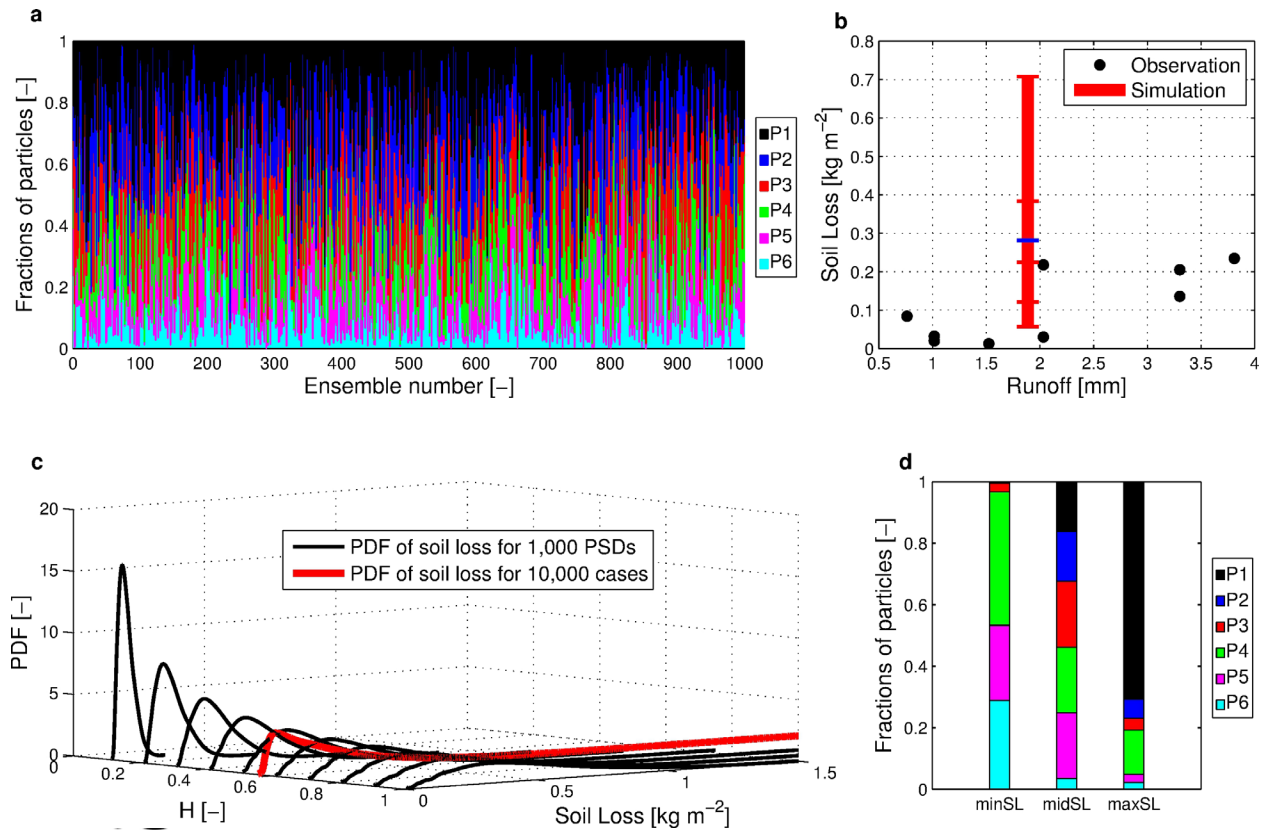 a
Fractions of particles [−]
1
0.8
0.6
0.4
0.2
0
0 100 200 300 400 500 600 700 800 900 1000
Ensemble number [−]
P1
P2
P3
P4
P5
P6
b
Soil Loss [kg m−2]
0.8
0.7
0.6
0.5
0.4
0.3
0.2
0.1
0
0.5 1 1.5 2 2.5 3 3.5 4
Runoff [mm]
Observation
Simulation
c
PDF [−]
20
15
10
5
0
0 0.2 0.4 0.6 0.8 1
H [−]
0 0.5 1 1.5
Soil Loss [kg m−2]
PDF of soil loss for 1,000 PSDs
PDF of soil loss for 10,000 cases
d
Fractions of particles [−]
1
0.8
0.6
0.4
0.2
0
minSL midSL maxSL
P1
P2
P3
P4
P5
P6